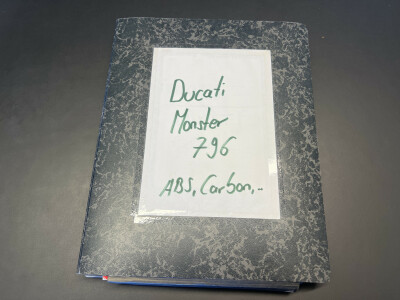 Ducati
Monster
796
ABS, Carbon,-